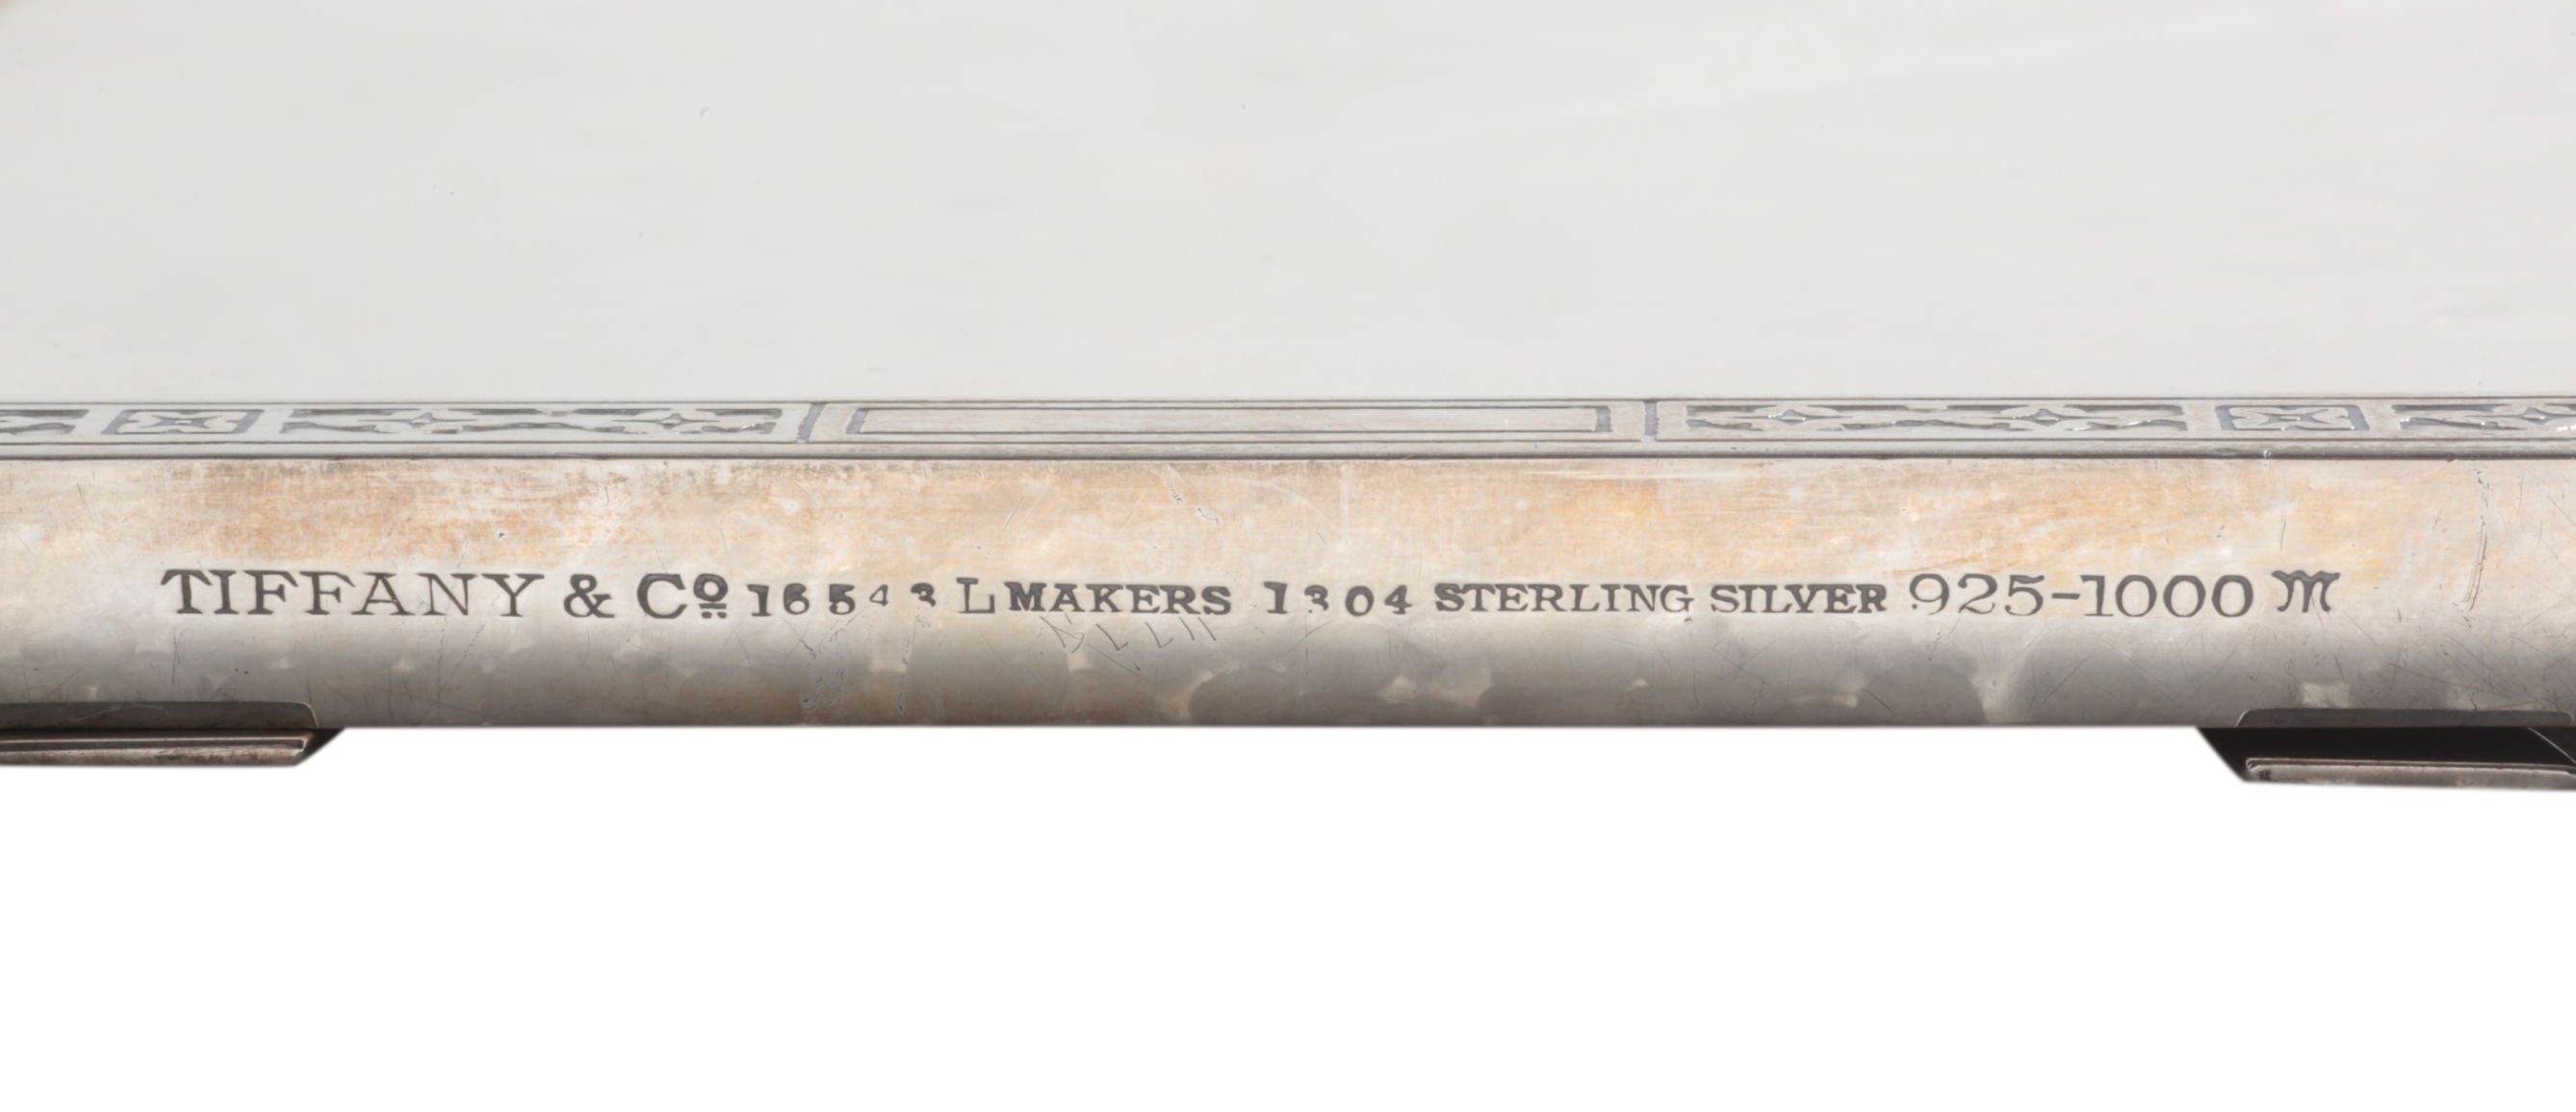 TIFFANY & Cº 16543 L MAKERS 1304 STERLING SILVER 925-1000 m